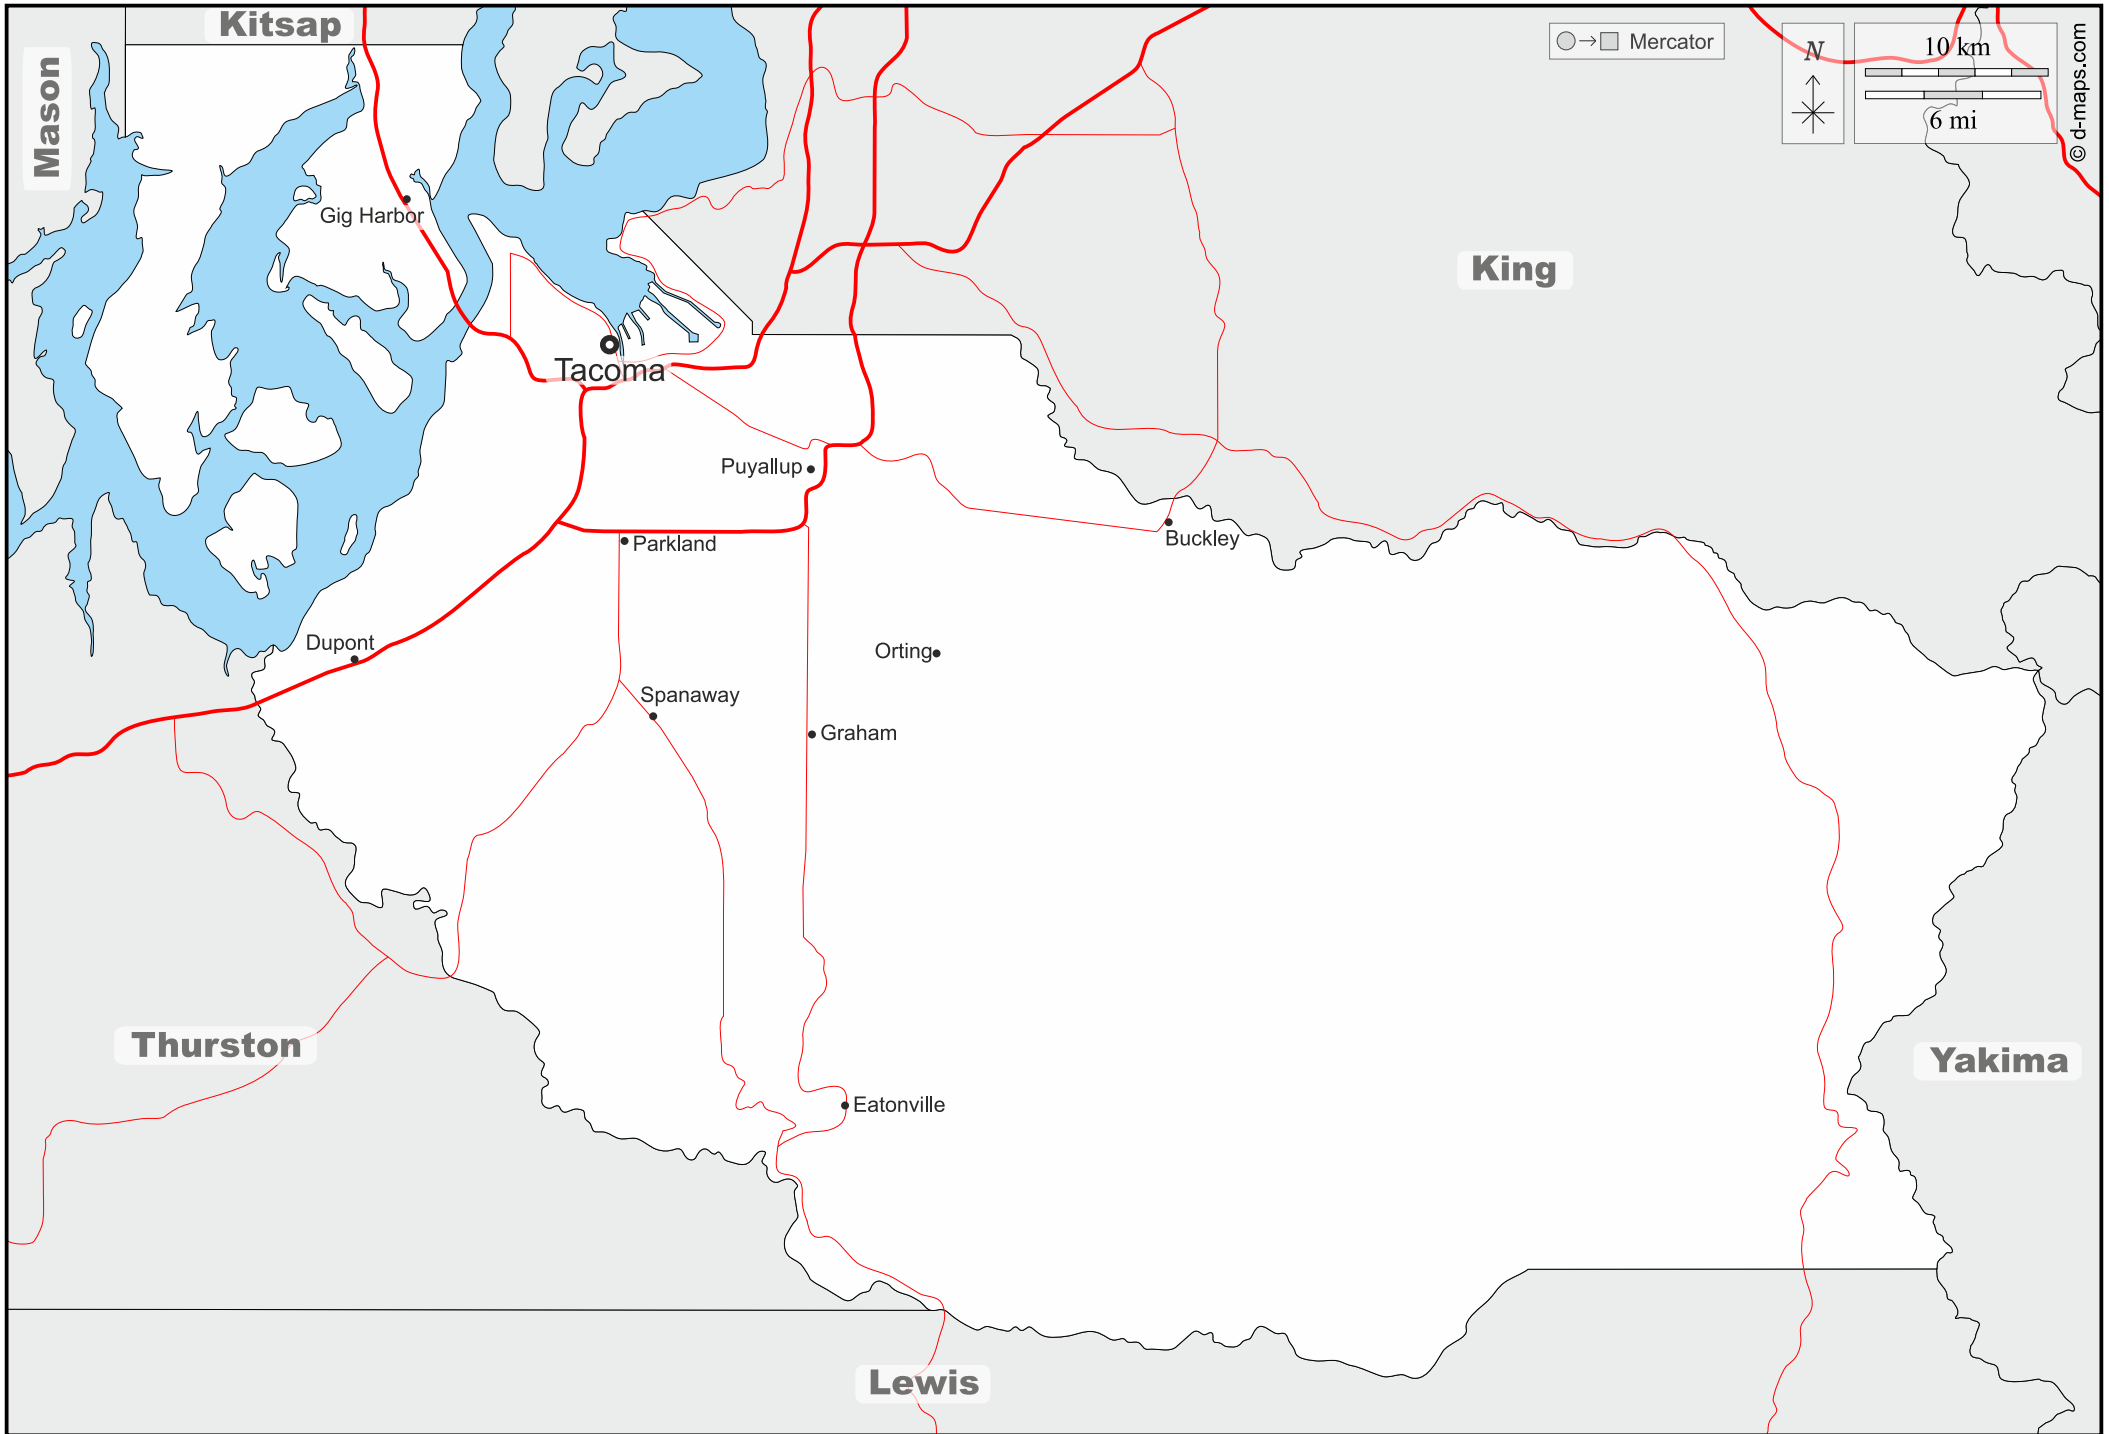 Kitsap
Mason
Mercator
N
10 km
6 mi
© d-maps.com
Gig Harbor
King
Tacoma
Puyallup
Buckley
Parkland
Dupont
Orting
Spanaway
Graham
Thurston
Yakima
Eatonville
Lewis